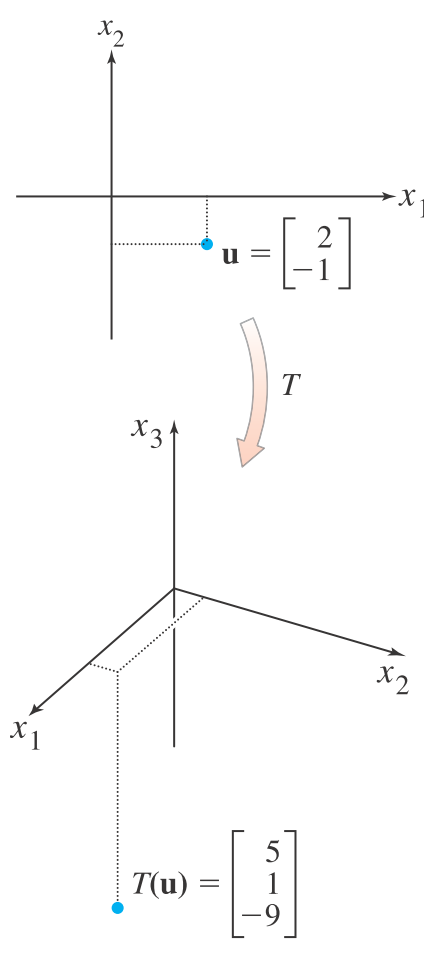 x₂
x₁
u = [2
−1]
T
x₃
x₂
x₁
T(u) = [5
1
−9]